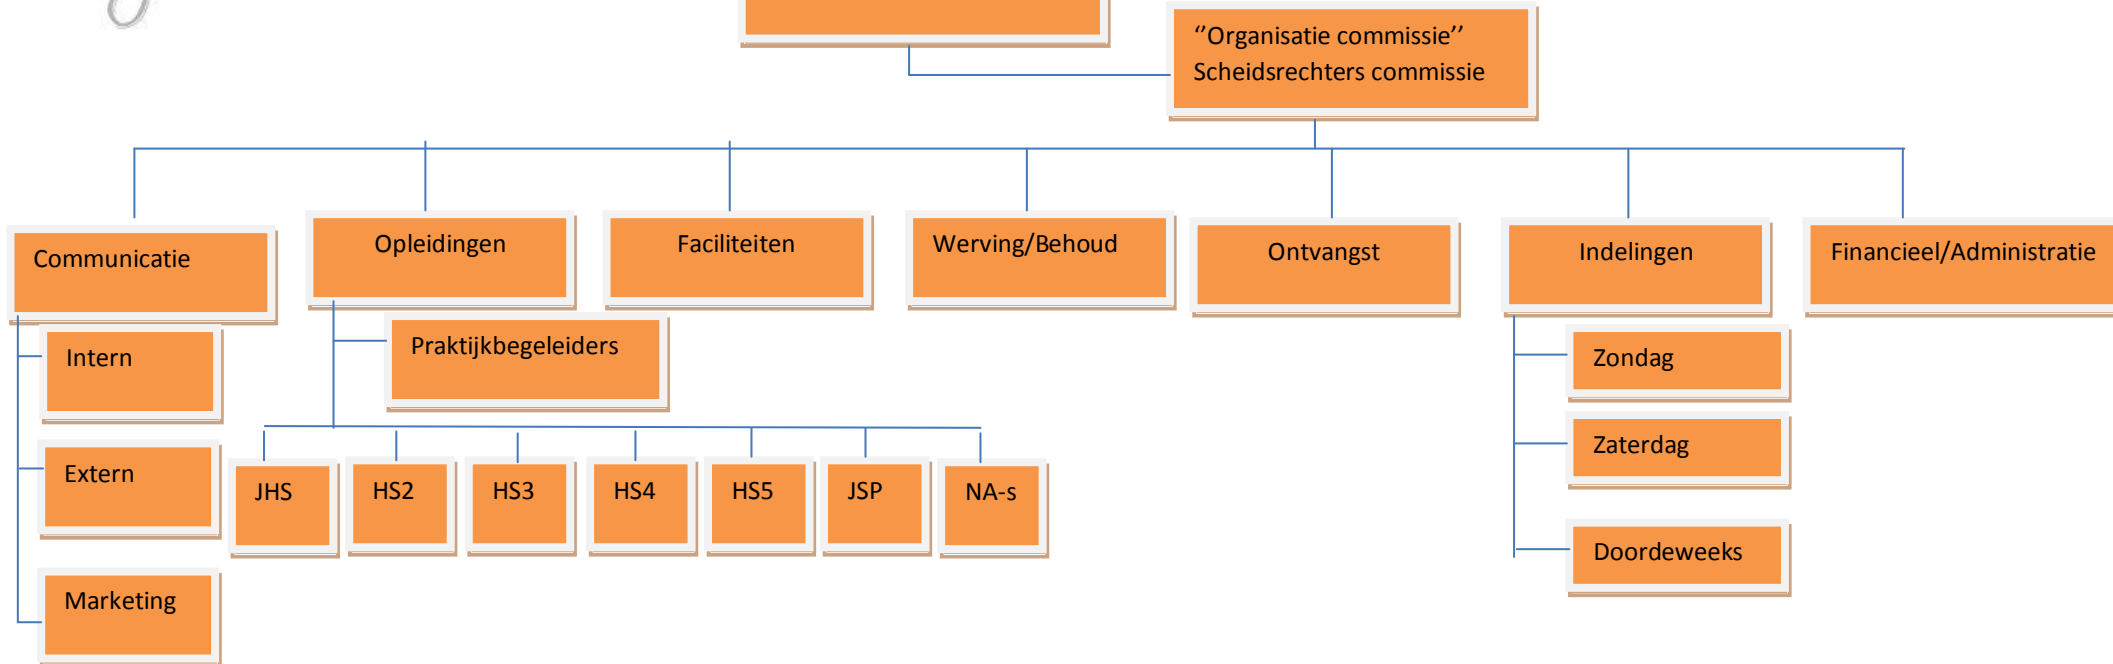 ‘’Organisatie commissie’’
Scheidsrechters commissie
Communicatie
Opleidingen
Faciliteiten
Werving/Behoud
Ontvangst
Indelingen
Financieel/Administratie
Intern
Extern
Marketing
Praktijkbegeleiders
JHS
HS2
HS3
HS4
HS5
JSP
NA-s
Zondag
Zaterdag
Doordeweeks